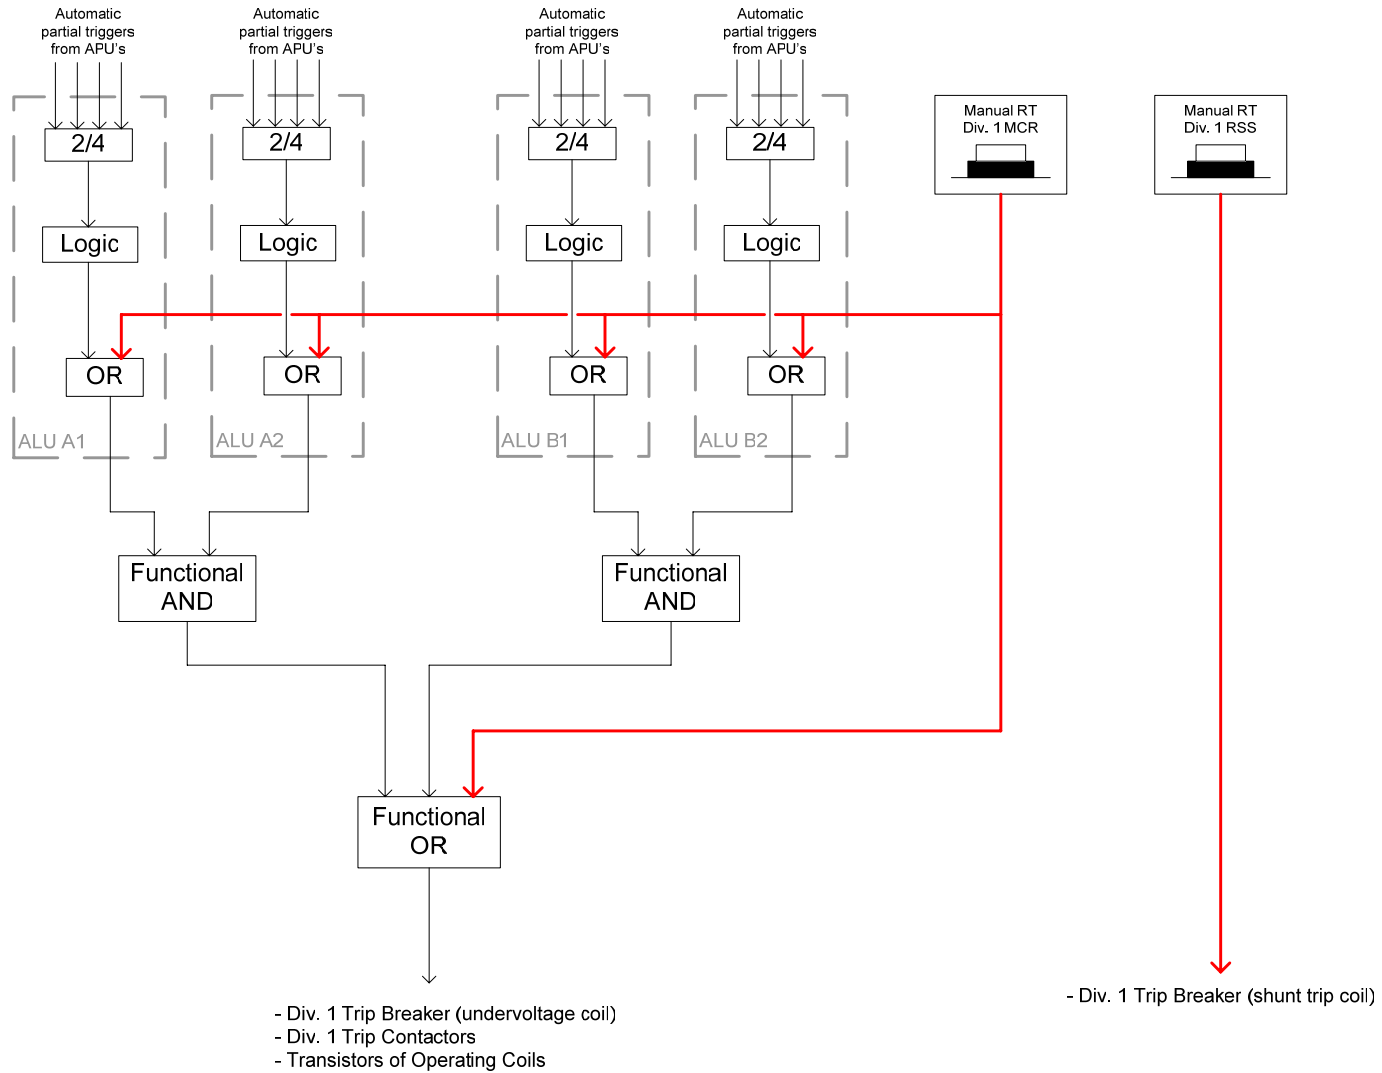 Automatic
partial triggers
from APU's
Automatic
partial triggers
from APU's
Automatic
partial triggers
from APU's
Automatic
partial triggers
from APU's
Manual RT
Div. 1 MCR
Manual RT
Div. 1 RSS
2/4
2/4
2/4
2/4
Logic
Logic
Logic
Logic
OR
OR
OR
OR
ALU A1
ALU A2
ALU B1
ALU B2
Functional
AND
Functional
AND
Functional
OR
- Div. 1 Trip Breaker (undervoltage coil)
- Div. 1 Trip Contactors
- Transistors of Operating Coils
- Div. 1 Trip Breaker (shunt trip coil)